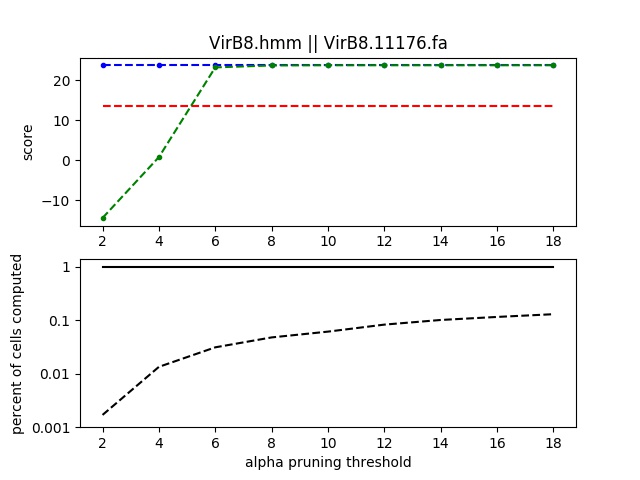 VirB8.hmm || VirB8.11176.fa
score
20
10
0
−10
2 4 6 8 10 12 14 16 18
percent of cells computed
1
0.1
0.01
0.001
2 4 6 8 10 12 14 16 18
alpha pruning threshold